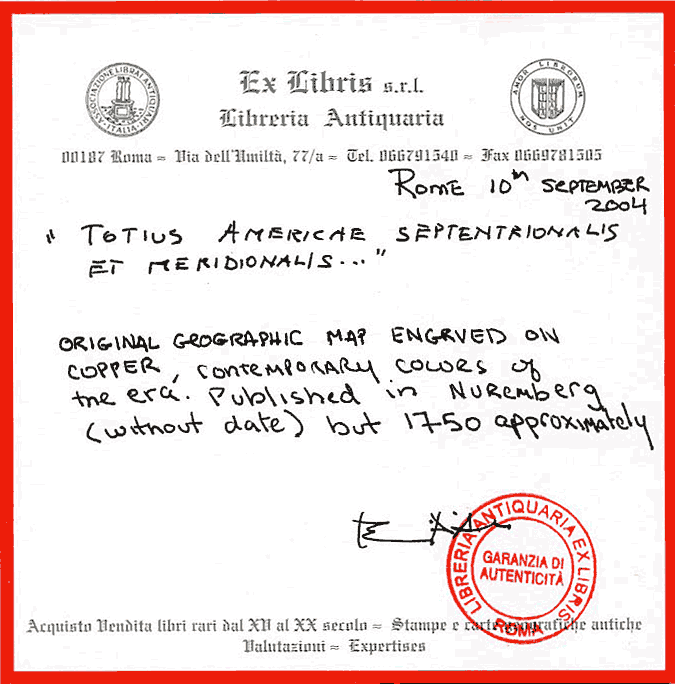 ASSOCIAZIONE LIBRAI ANTIQUARI
ITALIA
Ex Libris s.r.l.
Libreria Antiquaria
AMOR LIBRORUM
NOS UNIT
00187 Roma = Via dell'Umiltà, 77/a = Tel. 066791540 = Fax 0669781505
ROME 10th SEPTEMBER
2004
" TOTIUS AMERICAE SEPTENTRIONALIS
ET MERIDIONALIS..."
ORIGINAL GEOGRAPHIC MAP ENGRVED ON
COPPER, CONTEMPORARY COLORS OF
the era. Published in Nuremberg
(without date) but 1750 approximately
LIBRERIA ANTIQUARIA EX LIBRIS
GARANZIA DI
AUTENTICITÀ
ROMA
Acquisto Vendita libri rari dal XV al XX secolo = Stampe e carte geografiche antiche
Valutazioni = Expertises